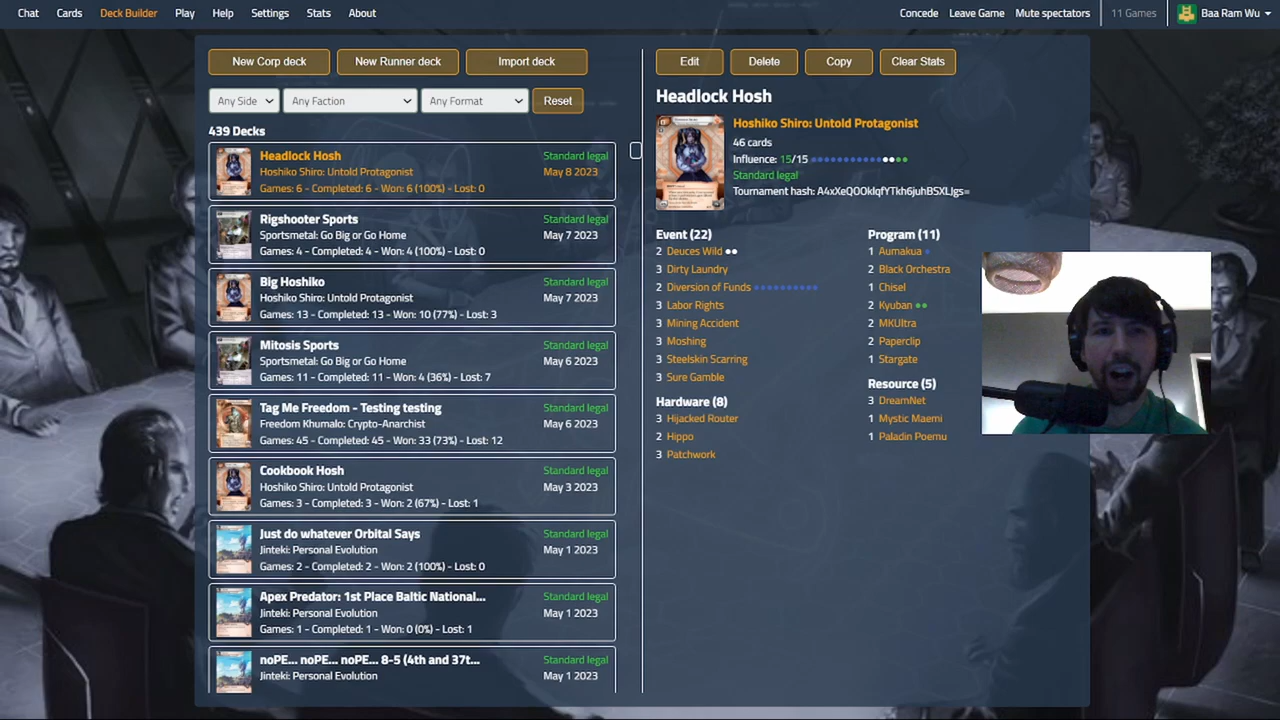 Chat Cards Deck Builder Play Help Settings Stats About Concede Leave Game Mute spectators 11 Games Baa Ram Wu
New Corp deck New Runner deck Import deck
Any Side Any Faction Any Format Reset
439 Decks
Headlock Hosh Standard legal
Hoshiko Shiro: Untold Protagonist May 8 2023
Games: 6 - Completed: 6 - Won: 6 (100%) - Lost: 0
Rigshooter Sports Standard legal
Sportsmetal: Go Big or Go Home May 7 2023
Games: 4 - Completed: 4 - Won: 4 (100%) - Lost: 0
Big Hoshiko Standard legal
Hoshiko Shiro: Untold Protagonist May 7 2023
Games: 13 - Completed: 13 - Won: 10 (77%) - Lost: 3
Mitosis Sports Standard legal
Sportsmetal: Go Big or Go Home May 6 2023
Games: 11 - Completed: 11 - Won: 4 (36%) - Lost: 7
Tag Me Freedom - Testing testing Standard legal
Freedom Khumalo: Crypto-Anarchist May 6 2023
Games: 45 - Completed: 45 - Won: 33 (73%) - Lost: 12
Cookbook Hosh Standard legal
Hoshiko Shiro: Untold Protagonist May 3 2023
Games: 3 - Completed: 3 - Won: 2 (67%) - Lost: 1
Just do whatever Orbital Says Standard legal
Jinteki: Personal Evolution May 1 2023
Games: 2 - Completed: 2 - Won: 2 (100%) - Lost: 0
Apex Predator: 1st Place Baltic National... Standard legal
Jinteki: Personal Evolution May 1 2023
Games: 1 - Completed: 1 - Won: 0 (0%) - Lost: 1
noPE... noPE... noPE... 8-5 (4th and 37t... Standard legal
Jinteki: Personal Evolution May 1 2023
Edit Delete Copy Clear Stats
Headlock Hosh
Hoshiko Shiro: Untold Protagonist
46 cards
Influence: 15/15
Standard legal
Tournament hash:
Event (22)
2 Deuces Wild
3 Dirty Laundry
2 Diversion of Funds
3 Labor Rights
3 Mining Accident
3 Moshing
3 Steelskin Scarring
3 Sure Gamble
Hardware (8)
3 Hijacked Router
2 Hippo
3 Patchwork
Program (11)
1 Aumakua
2 Black Orchestra
1 Chisel
2 Kyuban
2 MKUltra
2 Paperclip
1 Stargate
Resource (5)
3 DreamNet
1 Mystic Maemi
1 Paladin Poemu